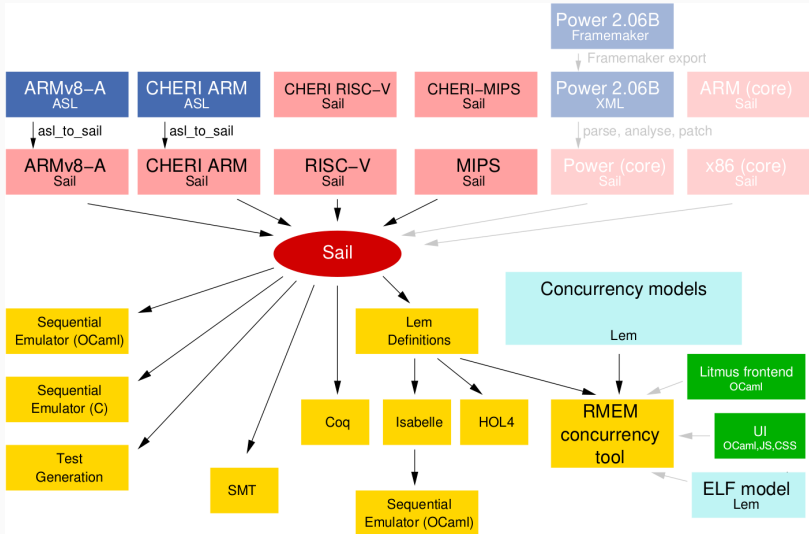 Power 2.06B
Framemaker
Framemaker export
ARMv8-A
ASL
CHERI ARM
ASL
CHERI RISC-V
Sail
CHERI-MIPS
Sail
Power 2.06B
XML
ARM (core)
Sail
asl_to_sail
asl_to_sail
parse, analyse, patch
ARMv8-A
Sail
CHERI ARM
Sail
RISC-V
Sail
MIPS
Sail
Power (core)
Sail
x86 (core)
Sail
Sail
Concurrency models
Lem
Sequential
Emulator (OCaml)
Lem
Definitions
Litmus frontend
OCaml
Sequential
Emulator (C)
Coq
Isabelle
HOL4
RMEM
concurrency
tool
UI
OCaml,JS,CSS
Test
Generation
SMT
Sequential
Emulator (OCaml)
ELF model
Lem